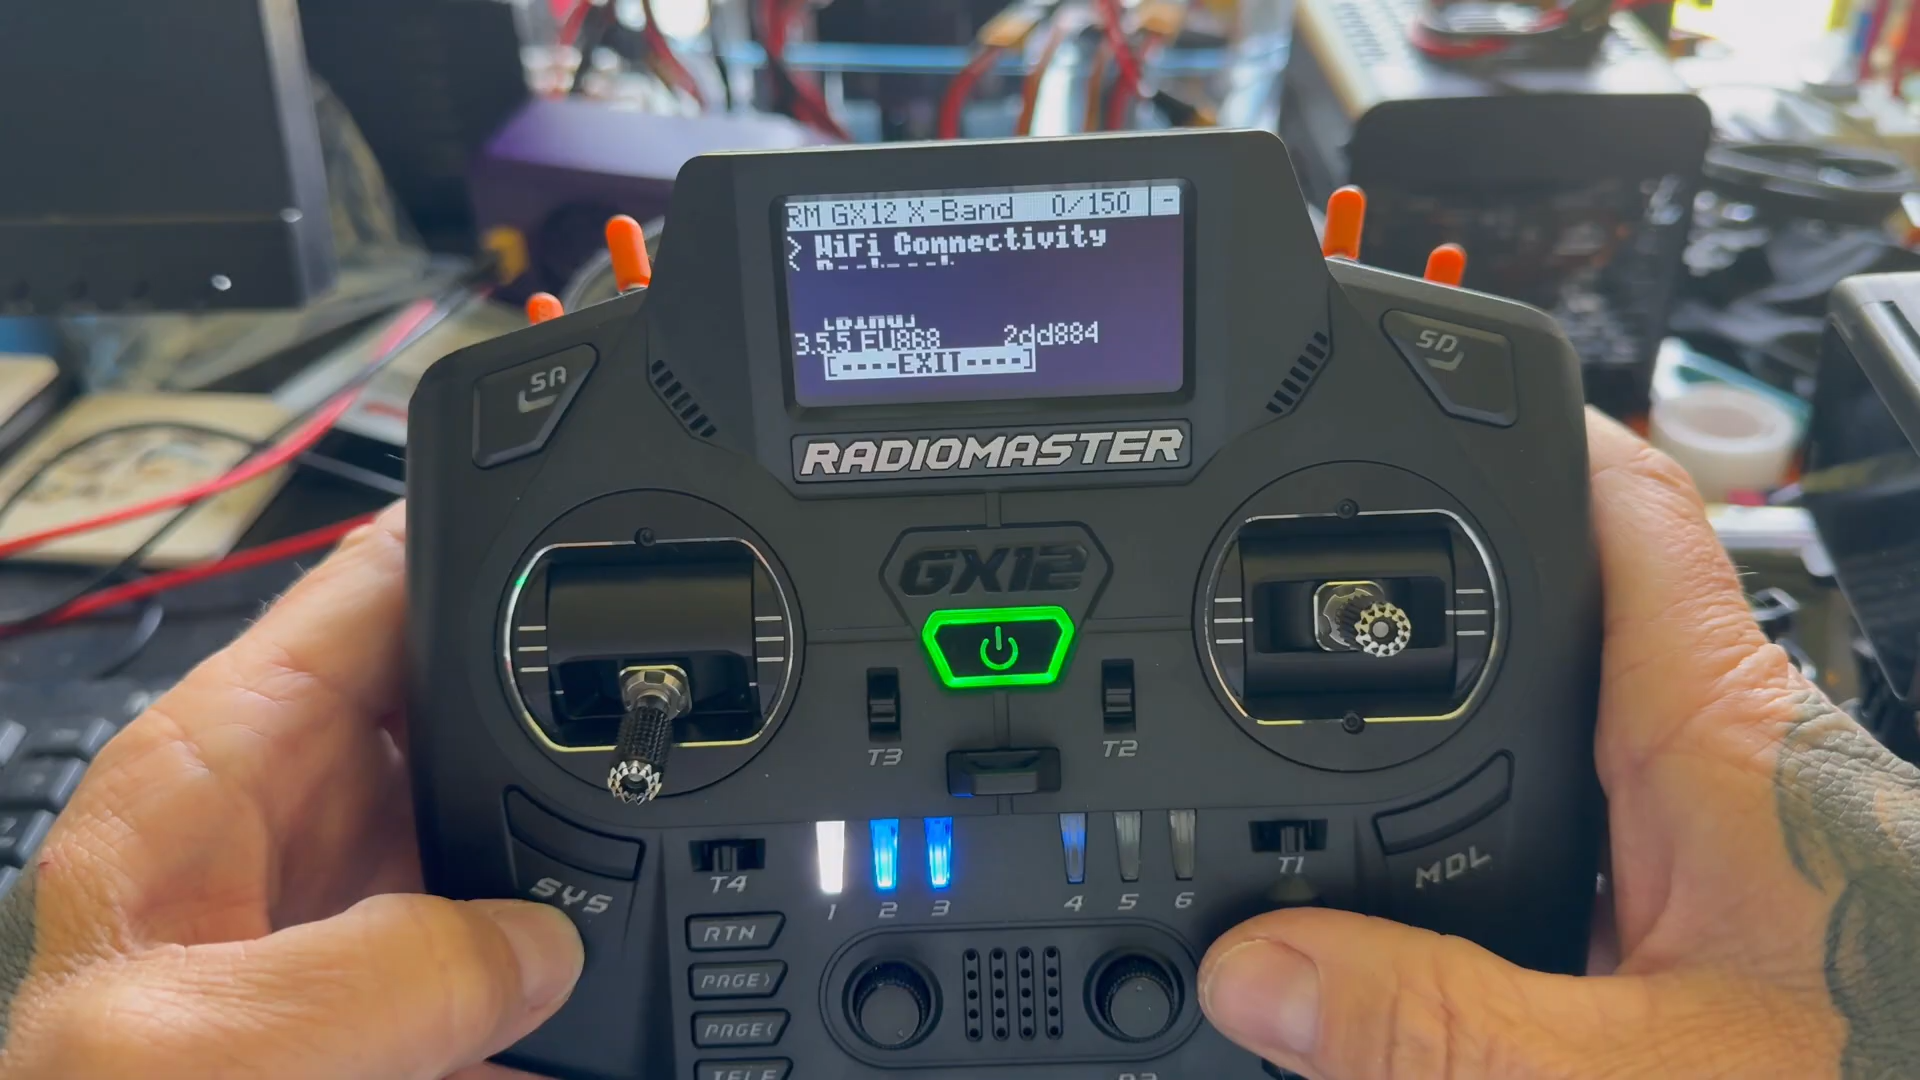 RM GX12 X-Band 0/150 -
> WiFi Connectivity
3.5.5 EU868 2dd884
[----EXIT----]
SA
SD
RADIOMASTER
GX12
T3
T2
SYS
T4
T1
MDL
1 2 3 4 5 6
RTN
PAGE>
PAGE<
TELE